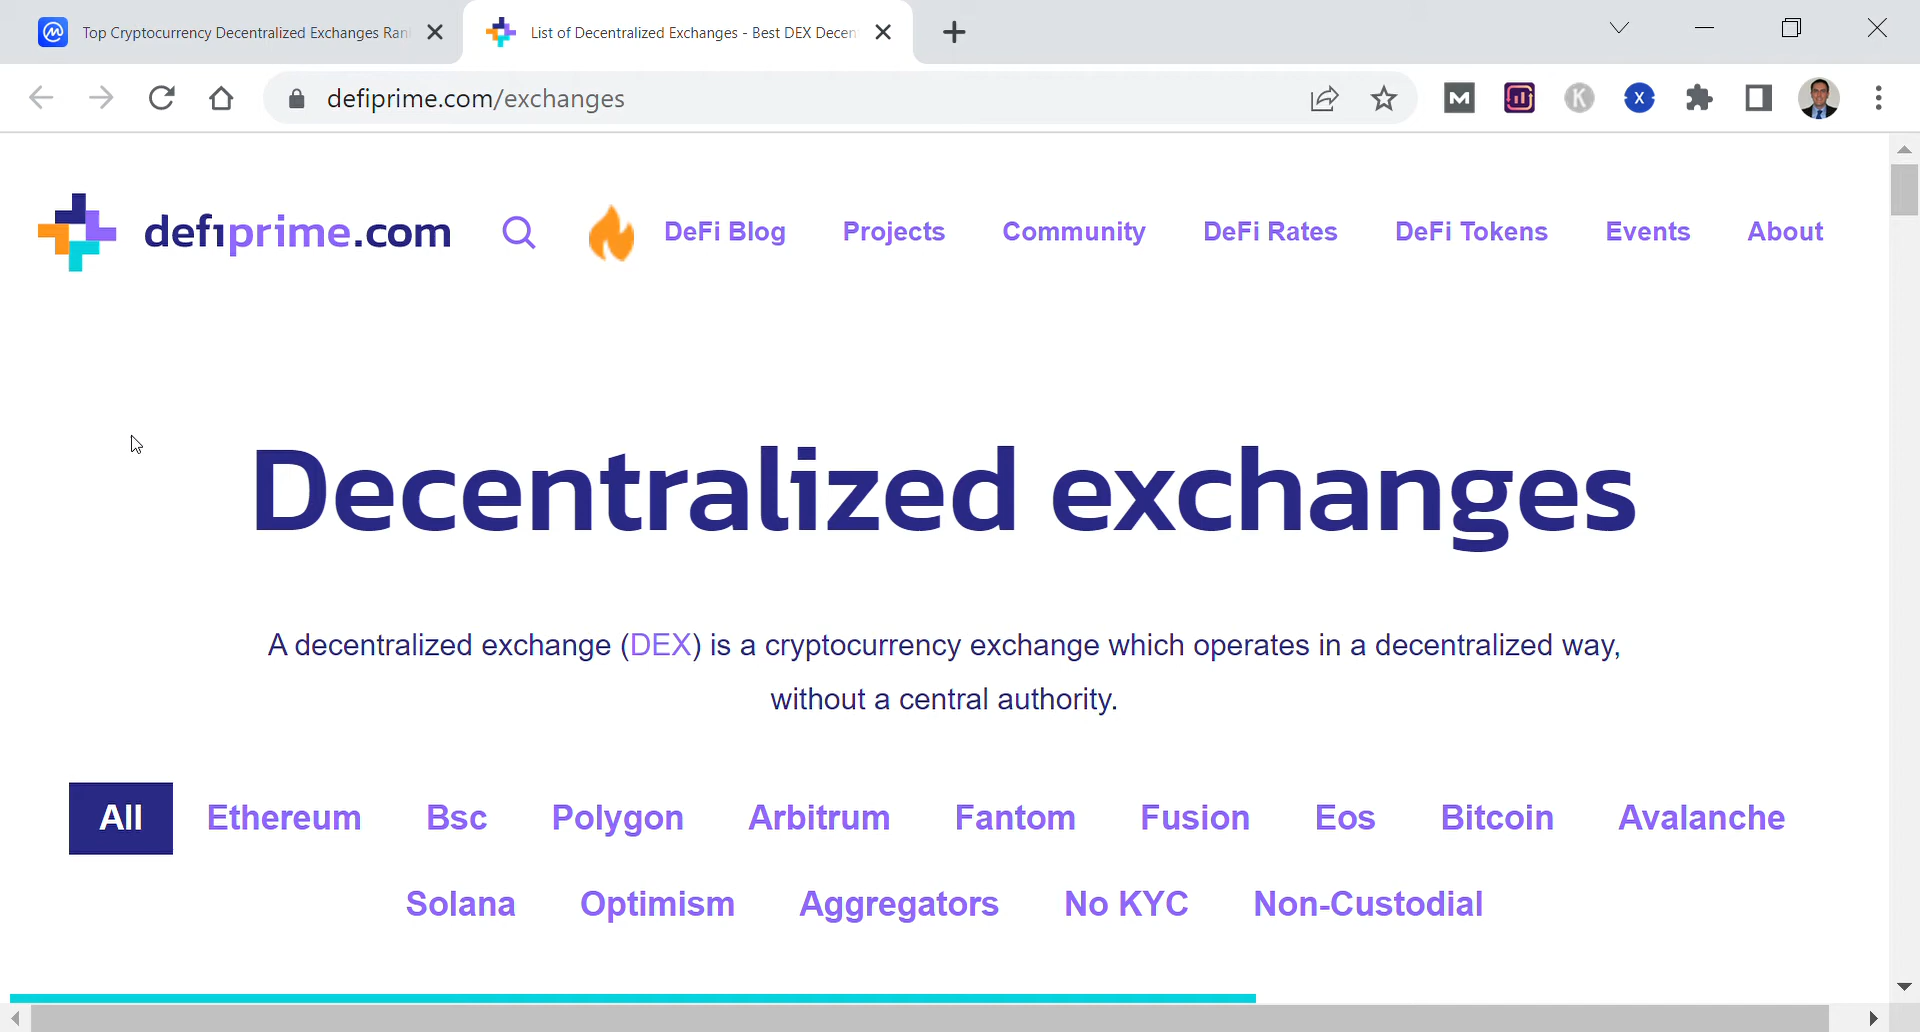 Top Cryptocurrency Decentralized Exchanges Ran
List of Decentralized Exchanges - Best DEX Decen
defiprime.com/exchanges
M
K
X
defiprime.com
DeFi Blog
Projects
Community
DeFi Rates
DeFi Tokens
Events
About
Decentralized exchanges
A decentralized exchange (DEX) is a cryptocurrency exchange which operates in a decentralized way,
without a central authority.
All Ethereum Bsc Polygon Arbitrum Fantom Fusion Eos Bitcoin Avalanche
Solana Optimism Aggregators No KYC Non-Custodial